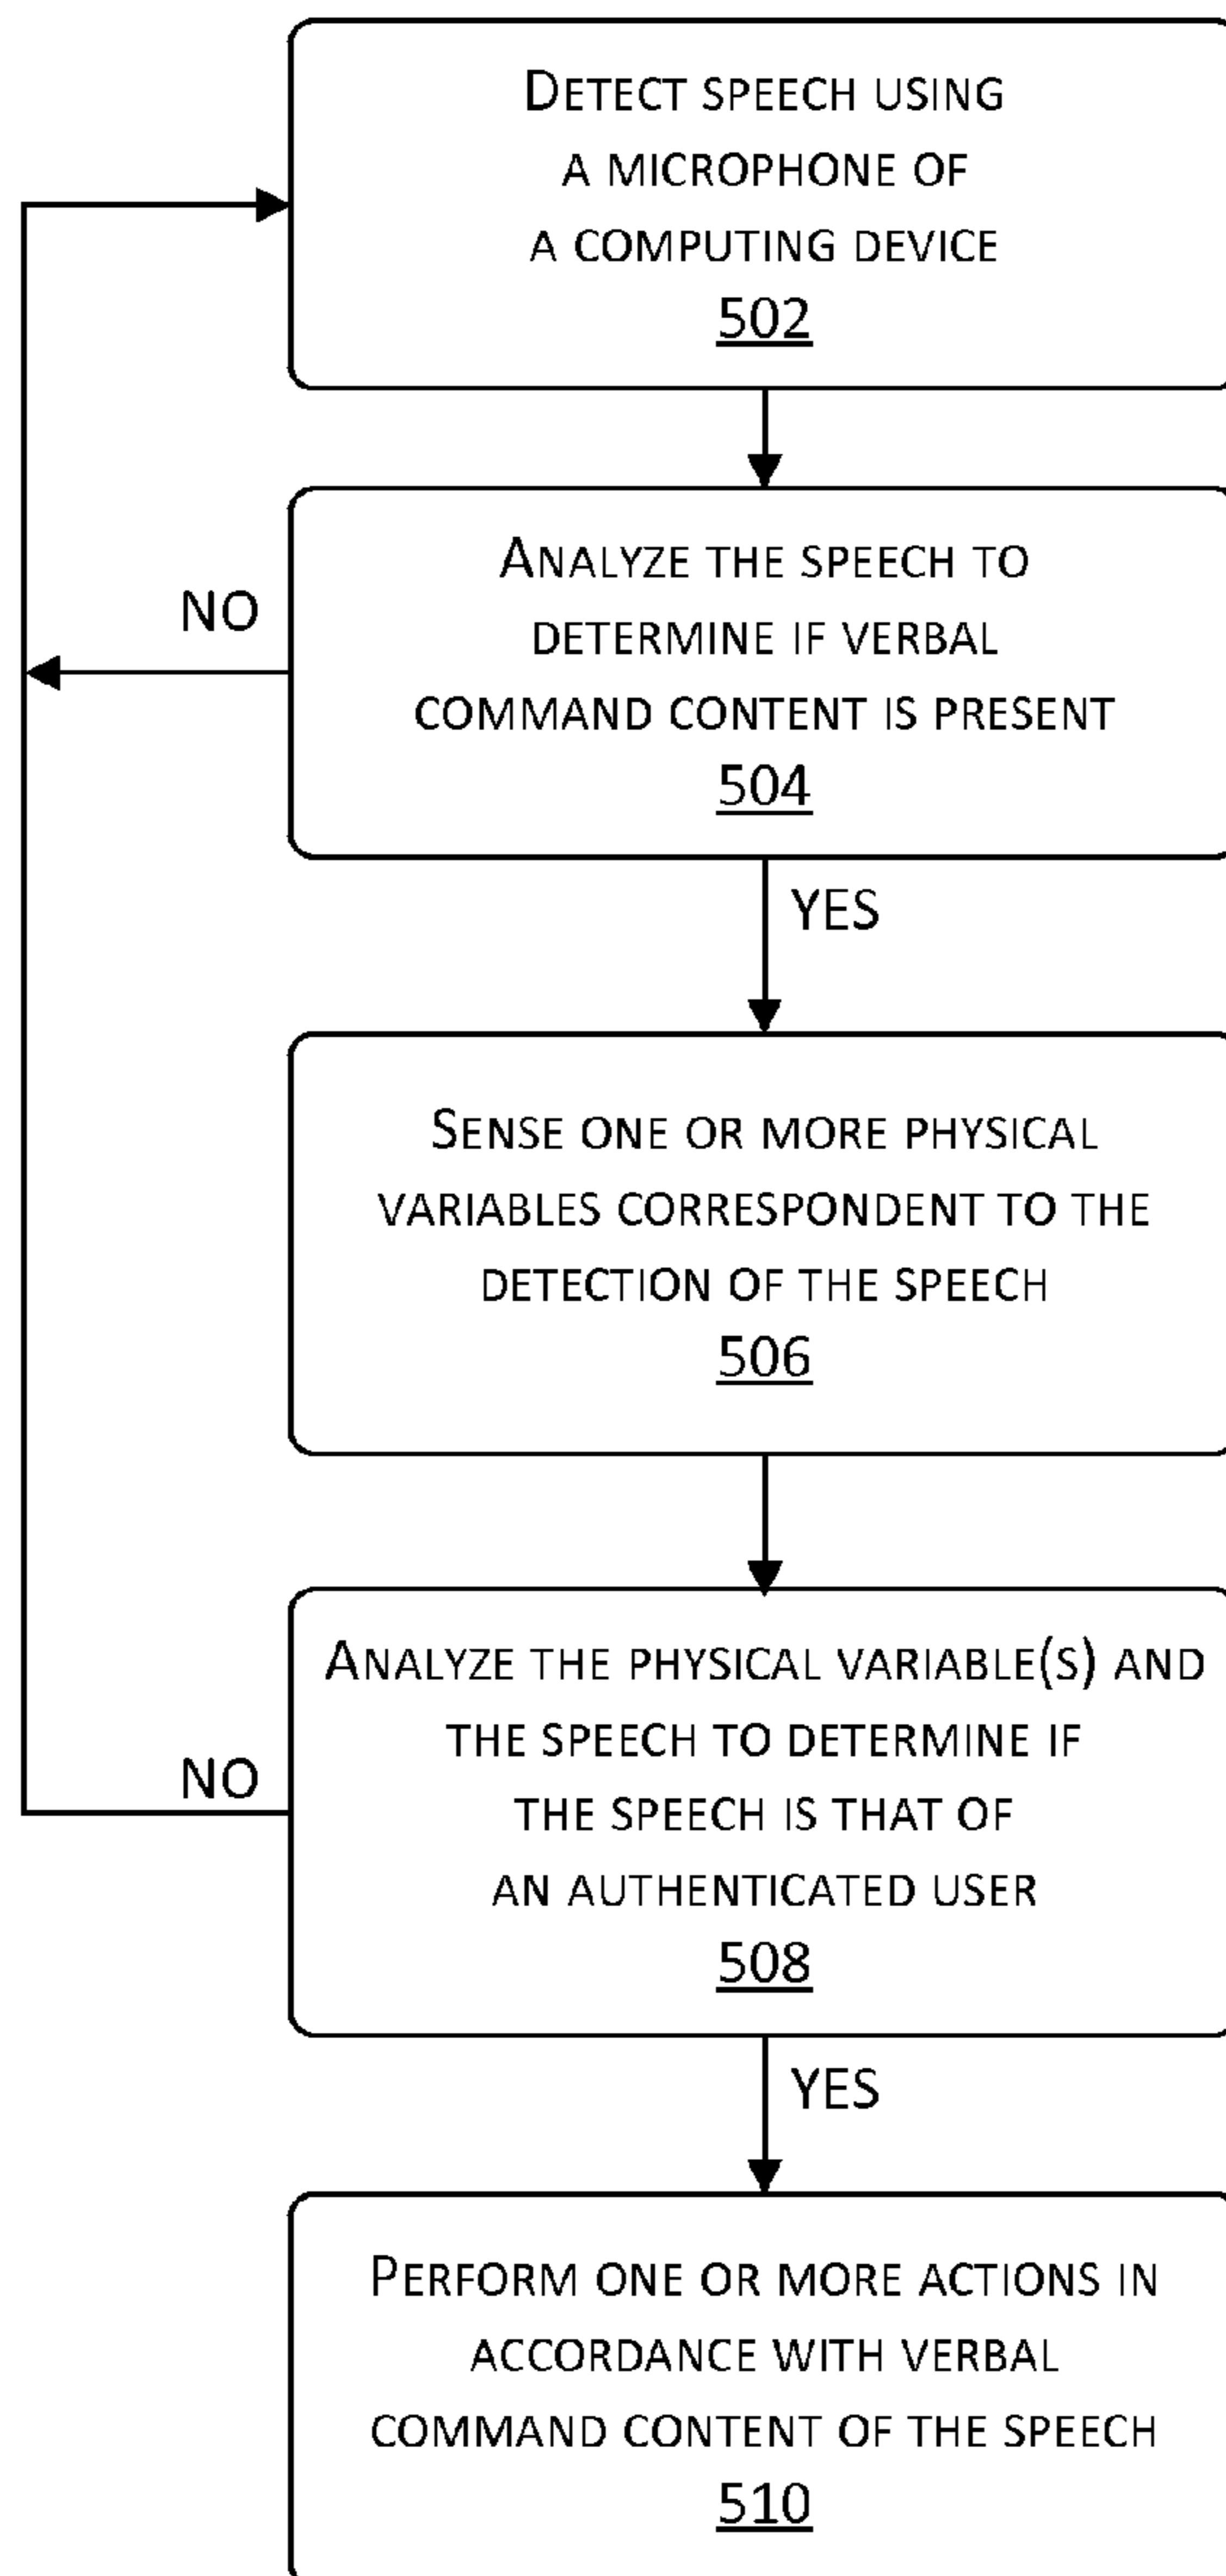 DETECT SPEECH USING
A MICROPHONE OF
A COMPUTING DEVICE
502
ANALYZE THE SPEECH TO
DETERMINE IF VERBAL
COMMAND CONTENT IS PRESENT
504
NO
YES
SENSE ONE OR MORE PHYSICAL
VARIABLES CORRESPONDENT TO THE
DETECTION OF THE SPEECH
506
ANALYZE THE PHYSICAL VARIABLE(S) AND
THE SPEECH TO DETERMINE IF
THE SPEECH IS THAT OF
AN AUTHENTICATED USER
508
NO
YES
PERFORM ONE OR MORE ACTIONS IN
ACCORDANCE WITH VERBAL
COMMAND CONTENT OF THE SPEECH
510